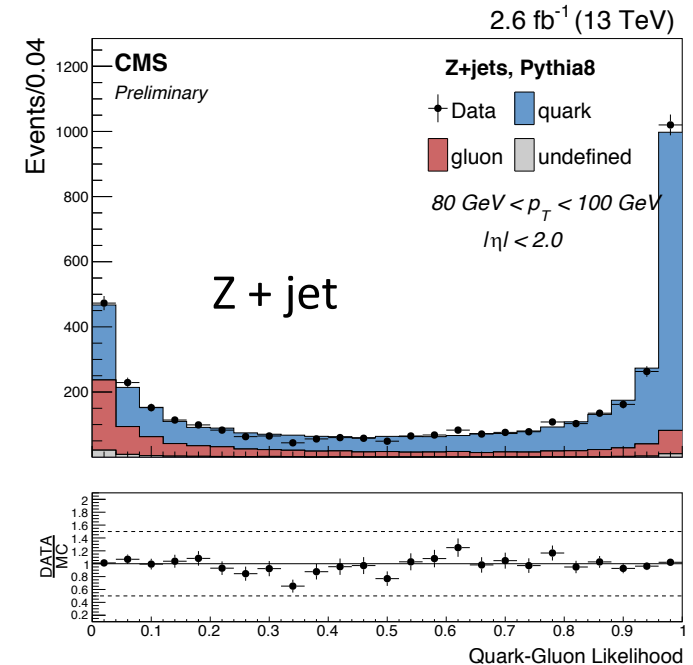 2.6 fb⁻¹ (13 TeV)
Events/0.04
CMS
Preliminary
Z+jets, Pythia8
Data
quark
gluon
undefined
80 GeV < p_T < 100 GeV
|η| < 2.0
Z + jet
1200
1000
800
600
400
200
DATA
MC
2
1.8
1.6
1.4
1.2
1
0.8
0.6
0.4
0.2
0 0.1 0.2 0.3 0.4 0.5 0.6 0.7 0.8 0.9 1
Quark-Gluon Likelihood